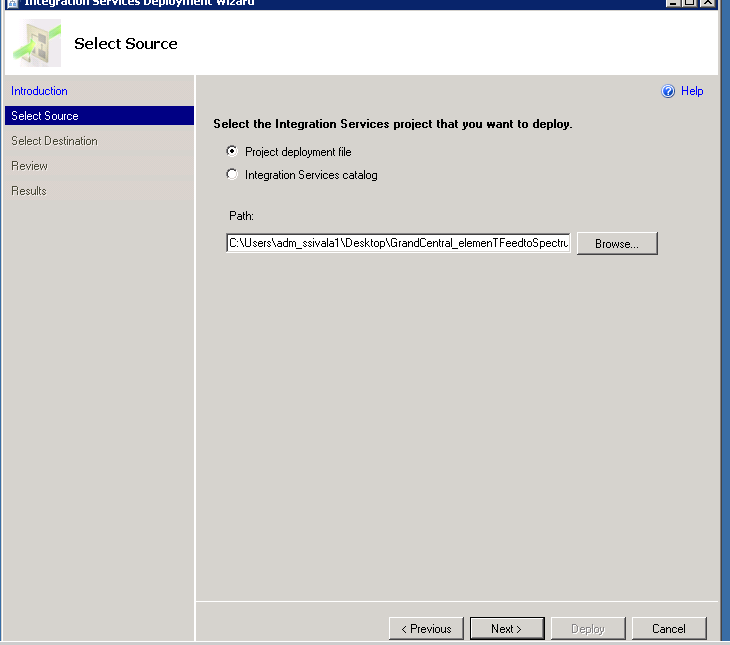 Integration Services Deployment Wizard
Select Source
Introduction
Help
Select Source
Select the Integration Services project that you want to deploy.
Select Destination
Project deployment file
Review
Integration Services catalog
Results
Path:
C:\Users\adm_ssivala1\Desktop\GrandCentral_elemenTFeedtoSpectru
Browse...
< Previous
Next >
Deploy
Cancel